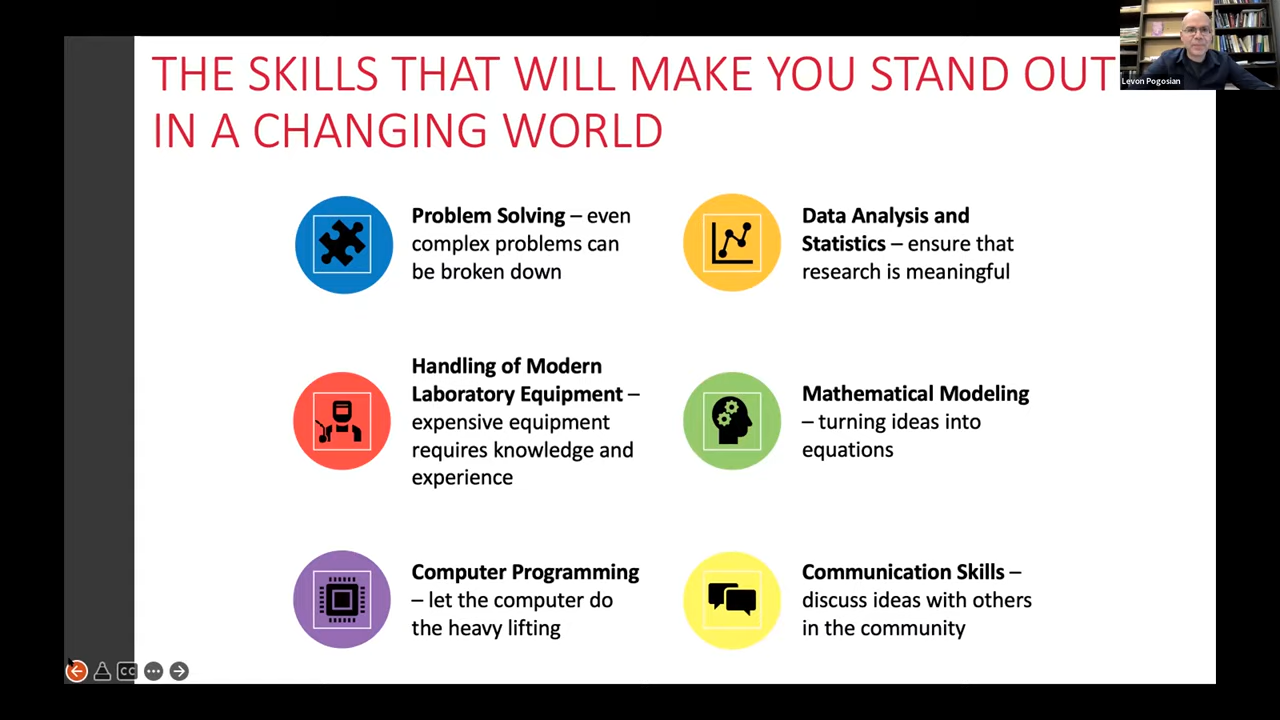 THE SKILLS THAT WILL MAKE YOU STAND OUT
IN A CHANGING WORLD
Levon Pogosian
Problem Solving – even
complex problems can
be broken down
Data Analysis and
Statistics – ensure that
research is meaningful
Handling of Modern
Laboratory Equipment –
expensive equipment
requires knowledge and
experience
Mathematical Modeling
– turning ideas into
equations
Computer Programming
– let the computer do
the heavy lifting
Communication Skills –
discuss ideas with others
in the community
CC